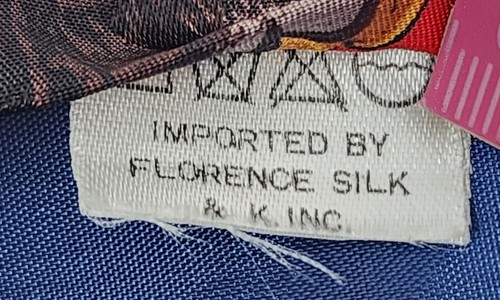 IMPORTED BY
FLORENCE SILK
& K. INC.